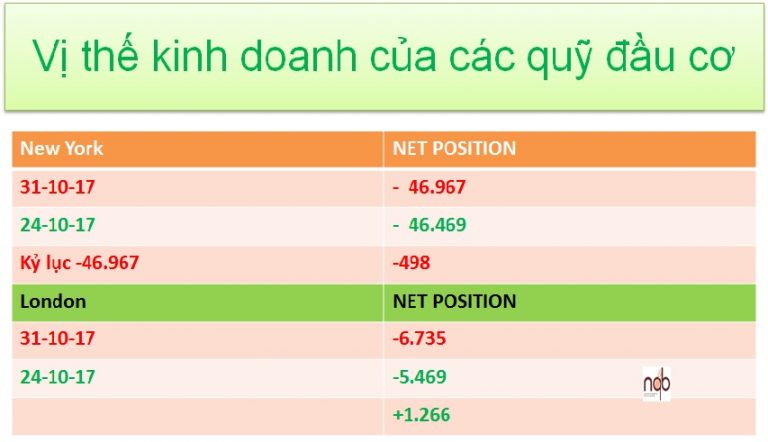 Vị thế kinh doanh của các quỹ đầu cơ
New York NET POSITION
31-10-17 - 46.967
24-10-17 - 46.469
Kỷ lục -46.967 -498
London NET POSITION
31-10-17 -6.735
24-10-17 -5.469
ndb
+1.266